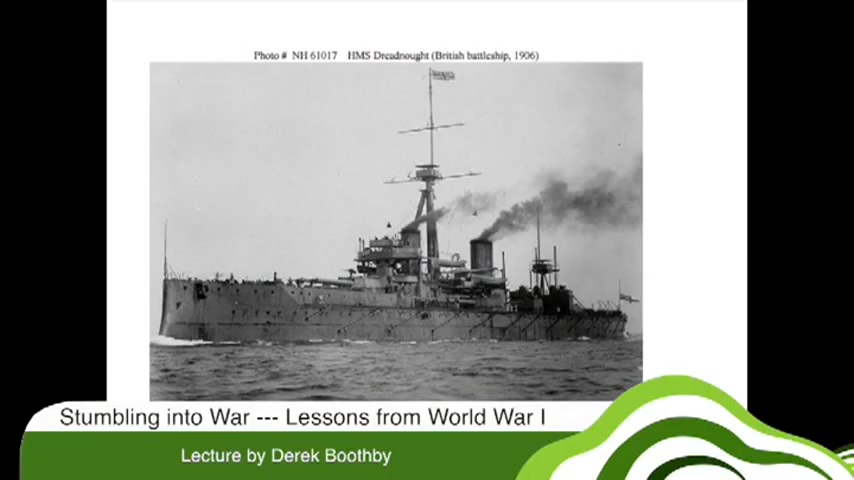 Photo # NH 61017 HMS Dreadnought (British battleship, 1906)
Stumbling into War --- Lessons from World War I
Lecture by Derek Boothby